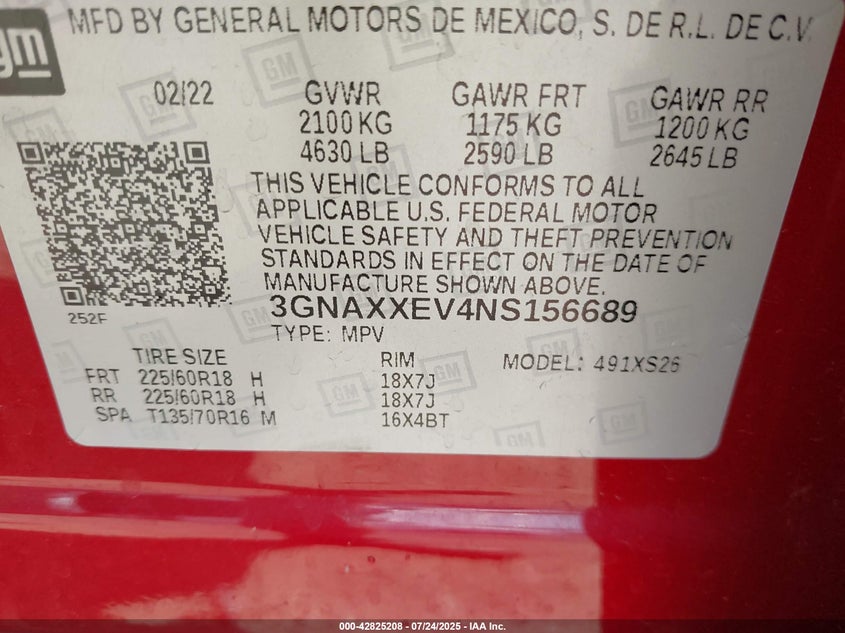 MFD BY GENERAL MOTORS DE MEXICO, S. DE R.L. DE C.V.
gm
02/22 GVWR GAWR FRT GAWR RR
2100 KG 1175 KG 1200 KG
4630 LB 2590 LB 2645 LB
THIS VEHICLE CONFORMS TO ALL
APPLICABLE U.S. FEDERAL MOTOR
VEHICLE SAFETY AND THEFT PREVENTION
STANDARDS IN EFFECT ON THE DATE OF
MANUFACTURE SHOWN ABOVE.
252F
3GNAXXEV4NS156689
TYPE: MPV
TIRE SIZE RIM MODEL: 491XS26
FRT 225/60R18 H 18X7J
RR 225/60R18 H 18X7J
SPA T135/70R16 M 16X4BT
000-42825208 - 07/24/2025 - IAA Inc.